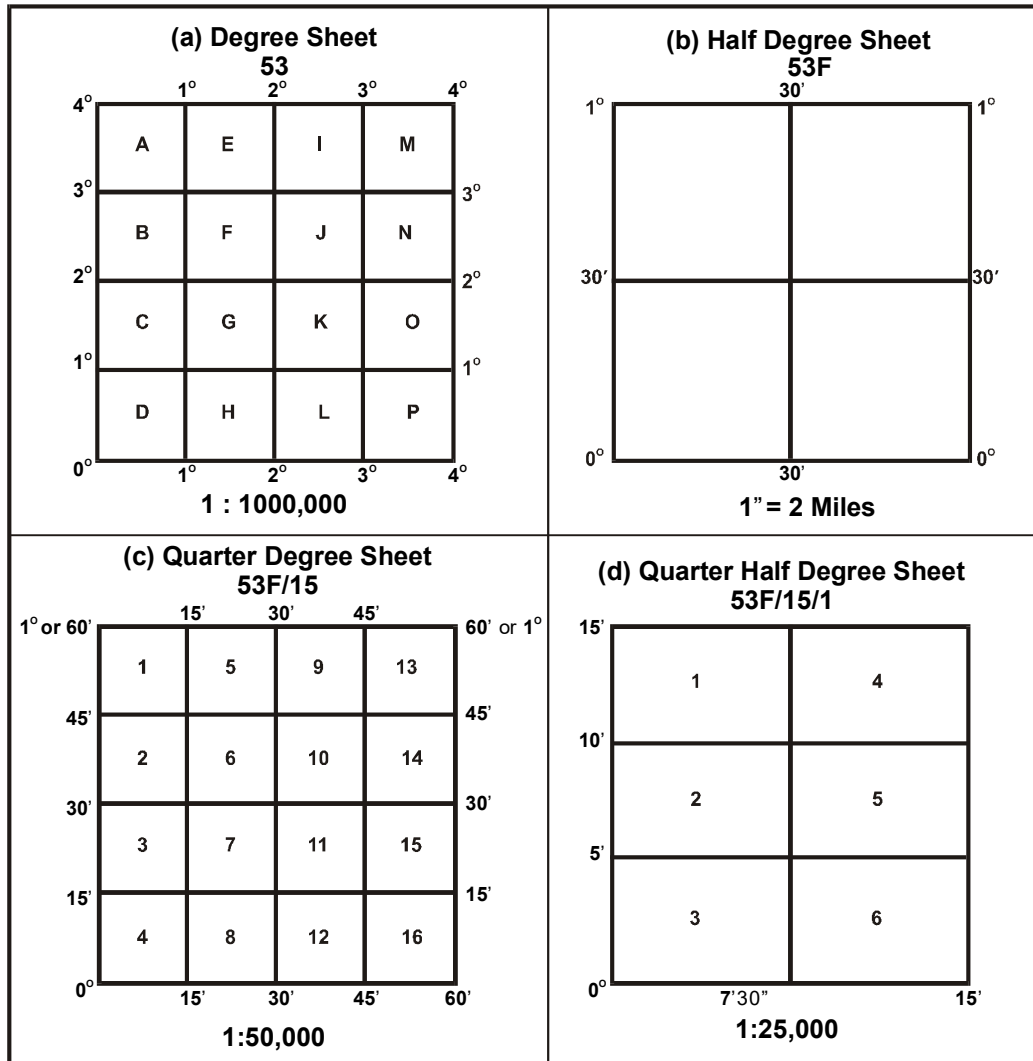 (a) Degree Sheet
53
1° 2° 3° 4°
4°
A E I M
3° 3°
B F J N
2° 2°
C G K O
1° 1°
D H L P
0°
1° 2° 3° 4°
1 : 1000,000
(b) Half Degree Sheet
53F
30'
1° 1°
30' 30'
0° 0°
30'
1" = 2 Miles
(c) Quarter Degree Sheet
53F/15
15' 30' 45'
1° or 60' 60' or 1°
1 5 9 13
45' 45'
2 6 10 14
30' 30'
3 7 11 15
15' 15'
4 8 12 16
0°
15' 30' 45' 60'
1:50,000
(d) Quarter Half Degree Sheet
53F/15/1
15'
1 4
10'
2 5
5'
3 6
0°
7'30" 15'
1:25,000